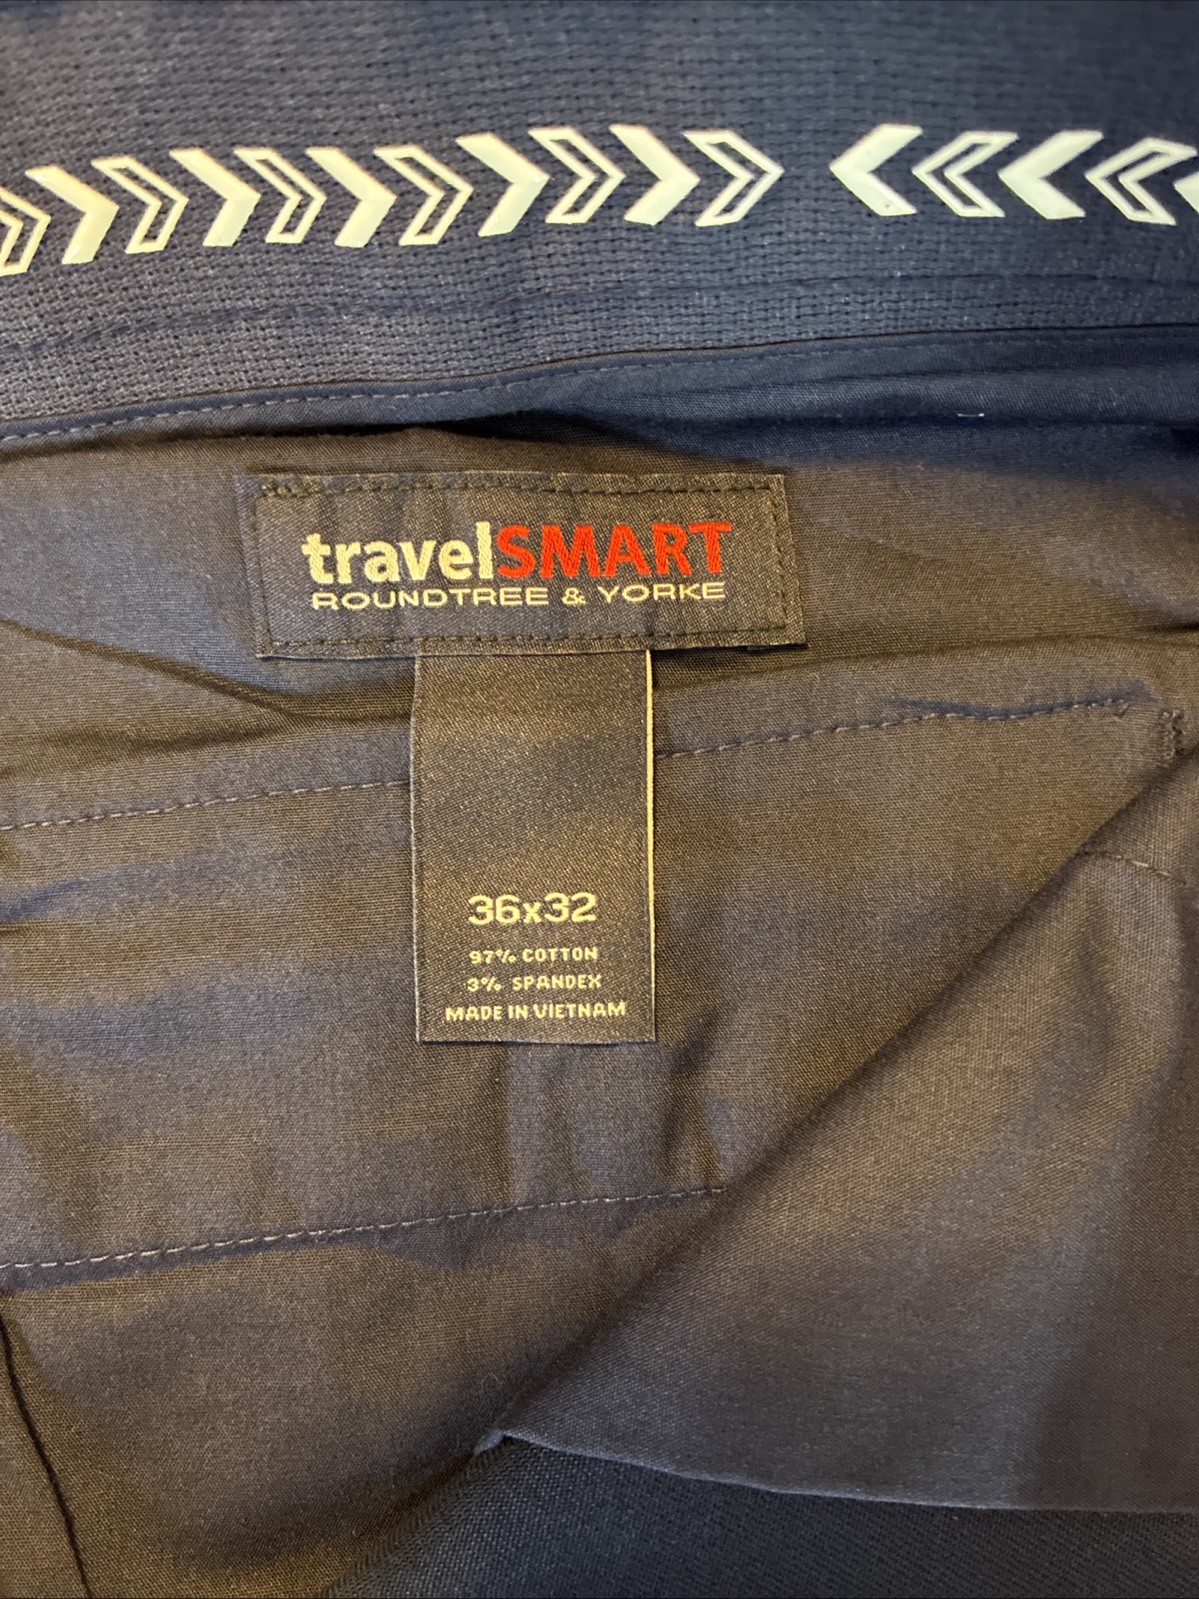 travelSMART
ROUNDTREE & YORKE
36x32
97% COTTON
3% SPANDEX
MADE IN VIETNAM